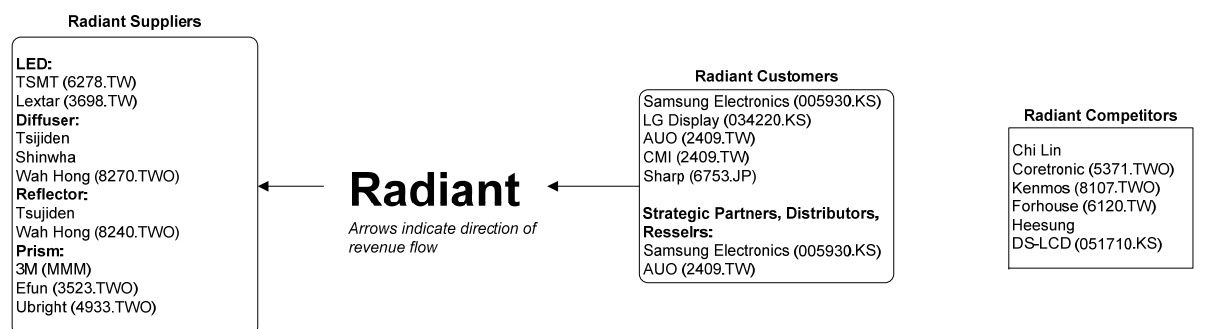 Radiant Suppliers
LED:
TSMT (6278.TW)
Lextar (3698.TW)
Diffuser:
Tsijiden
Shinwha
Wah Hong (8270.TWO)
Reflector:
Tsujiden
Wah Hong (8240.TWO)
Prism:
3M (MMM)
Efun (3523.TWO)
Ubright (4933.TWO)
Radiant
Arrows indicate direction of
revenue flow
Radiant Customers
Samsung Electronics (005930.KS)
LG Display (034220.KS)
AUO (2409.TW)
CMI (2409.TW)
Sharp (6753.JP)
Strategic Partners, Distributors,
Resselrs:
Samsung Electronics (005930.KS)
AUO (2409.TW)
Radiant Competitors
Chi Lin
Coretronic (5371.TWO)
Kenmos (8107.TWO)
Forhouse (6120.TW)
Heesung
DS-LCD (051710.KS)